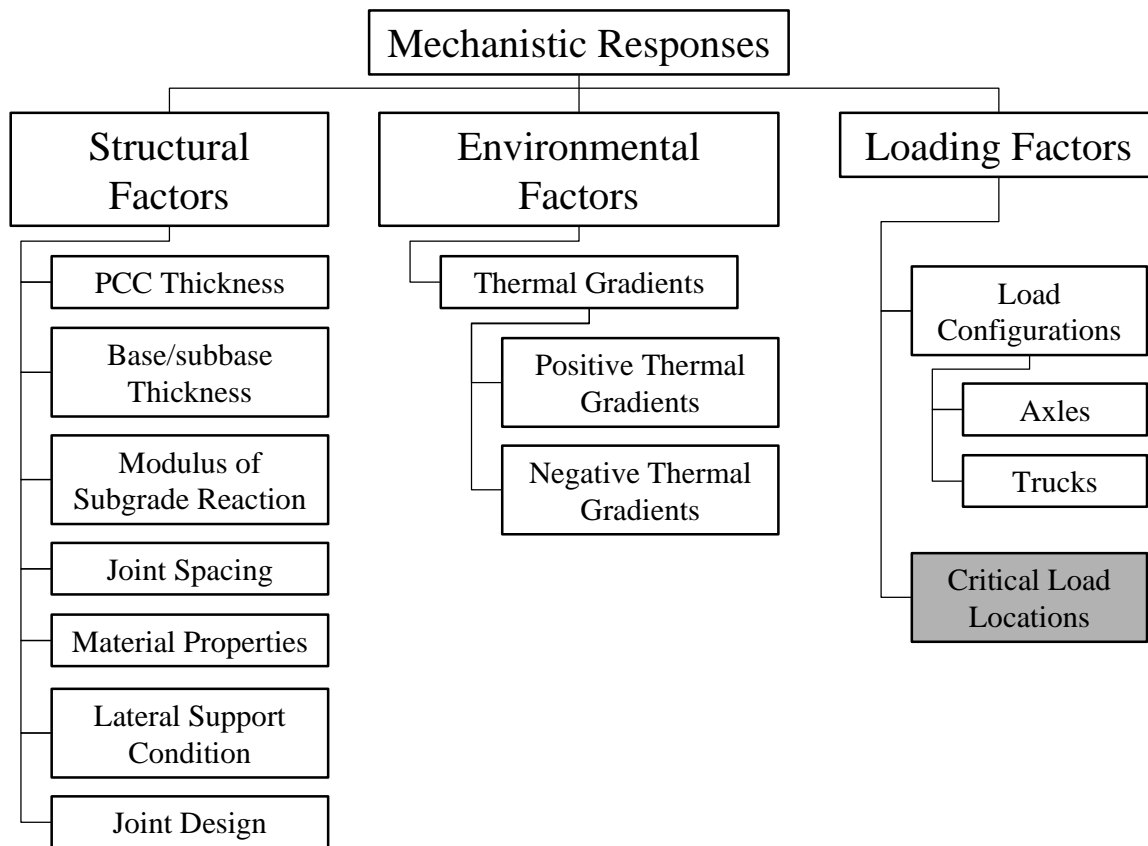 Mechanistic Responses
Structural
Factors
PCC Thickness
Base/subbase
Thickness
Modulus of
Subgrade Reaction
Joint Spacing
Material Properties
Lateral Support
Condition
Joint Design
Environmental
Factors
Thermal Gradients
Positive Thermal
Gradients
Negative Thermal
Gradients
Loading Factors
Load
Configurations
Axles
Trucks
Critical Load
Locations